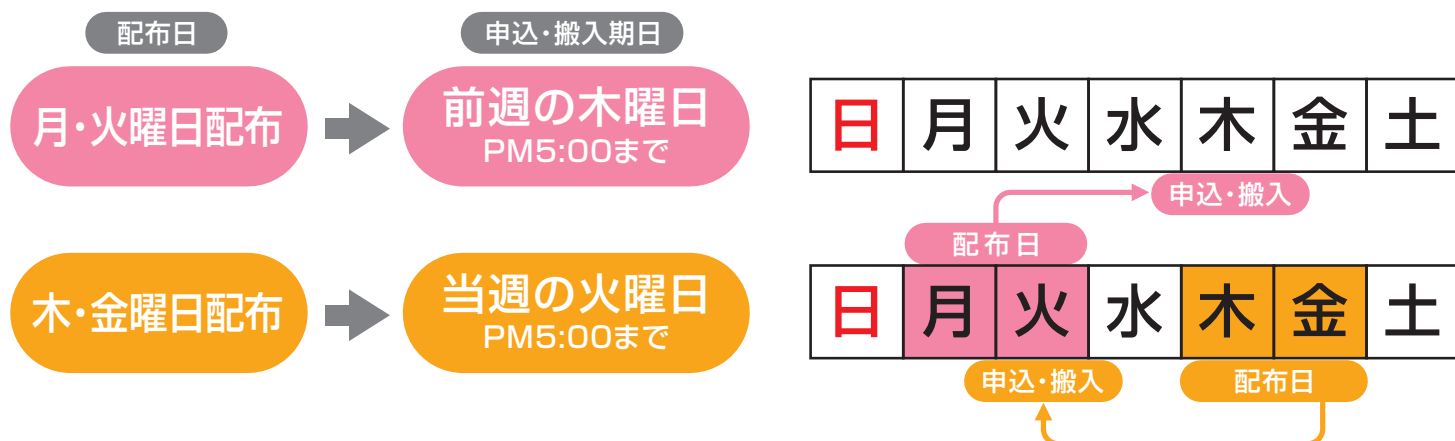 配布日
申込・搬入期日
月・火曜日配布
前週の木曜日
PM5:00まで
木・金曜日配布
当週の火曜日
PM5:00まで
日 月 火 水 木 金 土
申込・搬入
配布日
日 月 火 水 木 金 土
申込・搬入
配布日